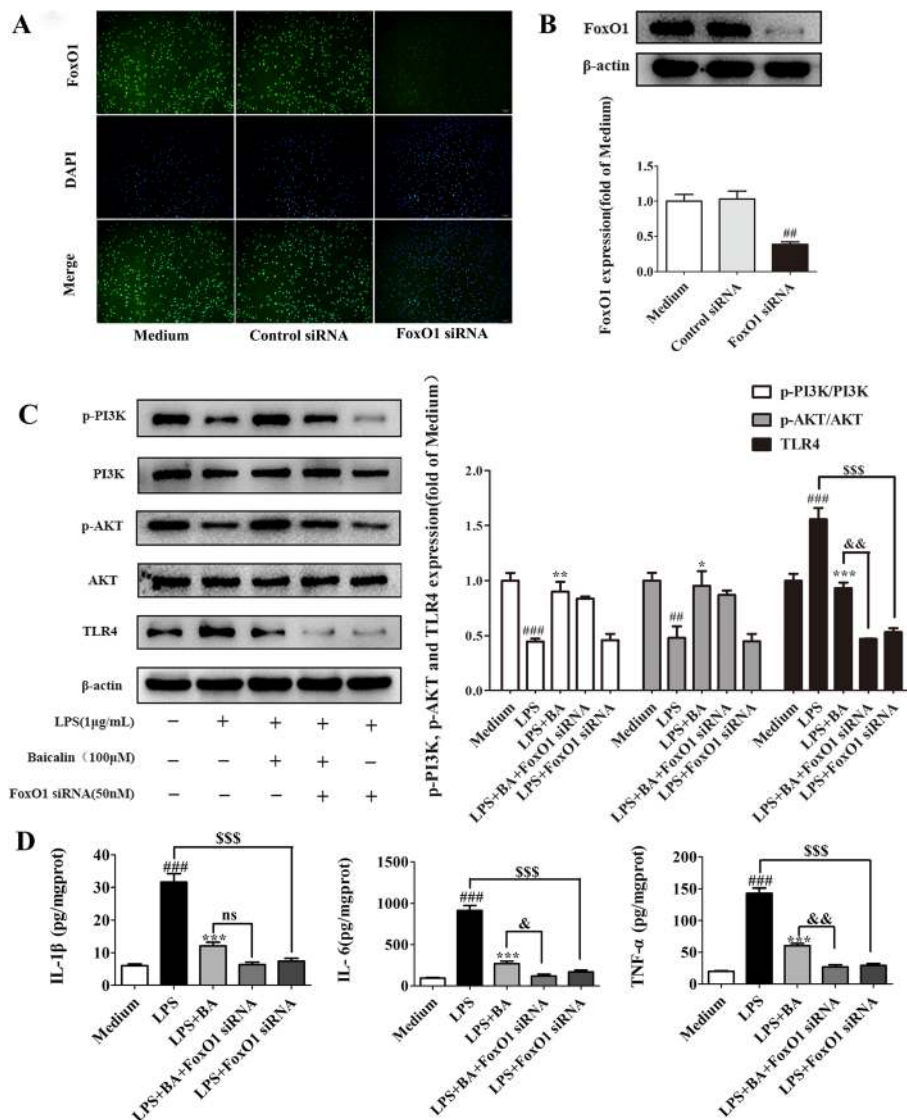 A
FoxO1
DAPI
Merge
Medium
Control siRNA
FoxO1 siRNA
B
FoxO1
β-actin
FoxO1 expression(fold of Medium)
1.5
1.0
0.5
0.0
##
Medium
Control siRNA
FoxO1 siRNA
C
p-PI3K
PI3K
p-AKT
AKT
TLR4
β-actin
LPS(1μg/mL) − + + + +
Baicalin（100μM） − − + + −
FoxO1 siRNA(50nM) − − − + +
p-PI3K, p-AKT and TLR4 expression(fold of Medium)
p-PI3K/PI3K
p-AKT/AKT
TLR4
2.0
1.5
1.0
0.5
0.0
###
**
##
*
###
***
&&
$$$
Medium
LPS
LPS+BA
LPS+BA+FoxO1 siRNA
LPS+FoxO1 siRNA
Medium
LPS
LPS+BA
LPS+BA+FoxO1 siRNA
LPS+FoxO1 siRNA
Medium
LPS
LPS+BA
LPS+BA+FoxO1 siRNA
LPS+FoxO1 siRNA
D
IL-1β (pg/mgprot)
40
30
20
10
0
###
***
ns
$$$
Medium
LPS
LPS+BA
LPS+BA+FoxO1 siRNA
LPS+FoxO1 siRNA
IL- 6(pg/mgprot)
1500
1000
500
0
###
***
&
$$$
Medium
LPS
LPS+BA
LPS+BA+FoxO1 siRNA
LPS+FoxO1 siRNA
TNF-α (pg/mgprot)
200
150
100
50
0
###
***
&&
$$$
Medium
LPS
LPS+BA
LPS+BA+FoxO1 siRNA
LPS+FoxO1 siRNA